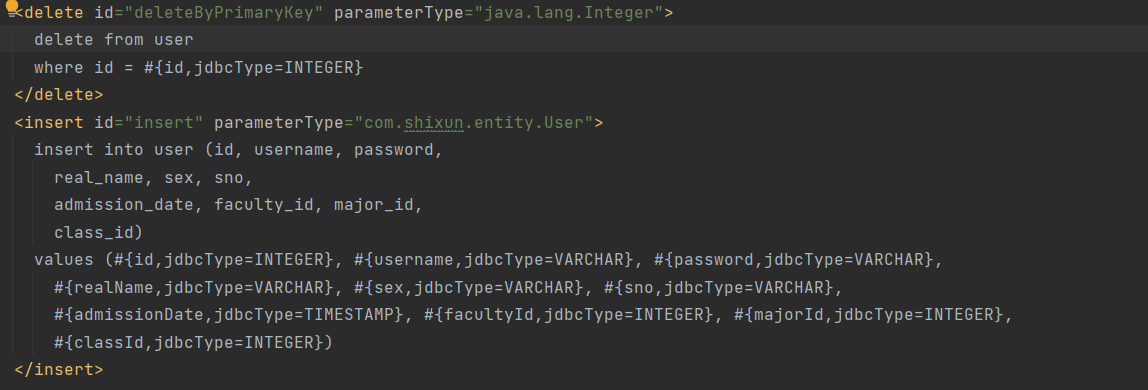 <delete id="deleteByPrimaryKey" parameterType="java.lang.Integer">
delete from user
where id = #{id,jdbcType=INTEGER}
</delete>
<insert id="insert" parameterType="com.shixun.entity.User">
insert into user (id, username, password,
real_name, sex, sno,
admission_date, faculty_id, major_id,
class_id)
values (#{id,jdbcType=INTEGER}, #{username,jdbcType=VARCHAR}, #{password,jdbcType=VARCHAR},
#{realName,jdbcType=VARCHAR}, #{sex,jdbcType=VARCHAR}, #{sno,jdbcType=VARCHAR},
#{admissionDate,jdbcType=TIMESTAMP}, #{facultyId,jdbcType=INTEGER}, #{majorId,jdbcType=INTEGER},
#{classId,jdbcType=INTEGER})
</insert>